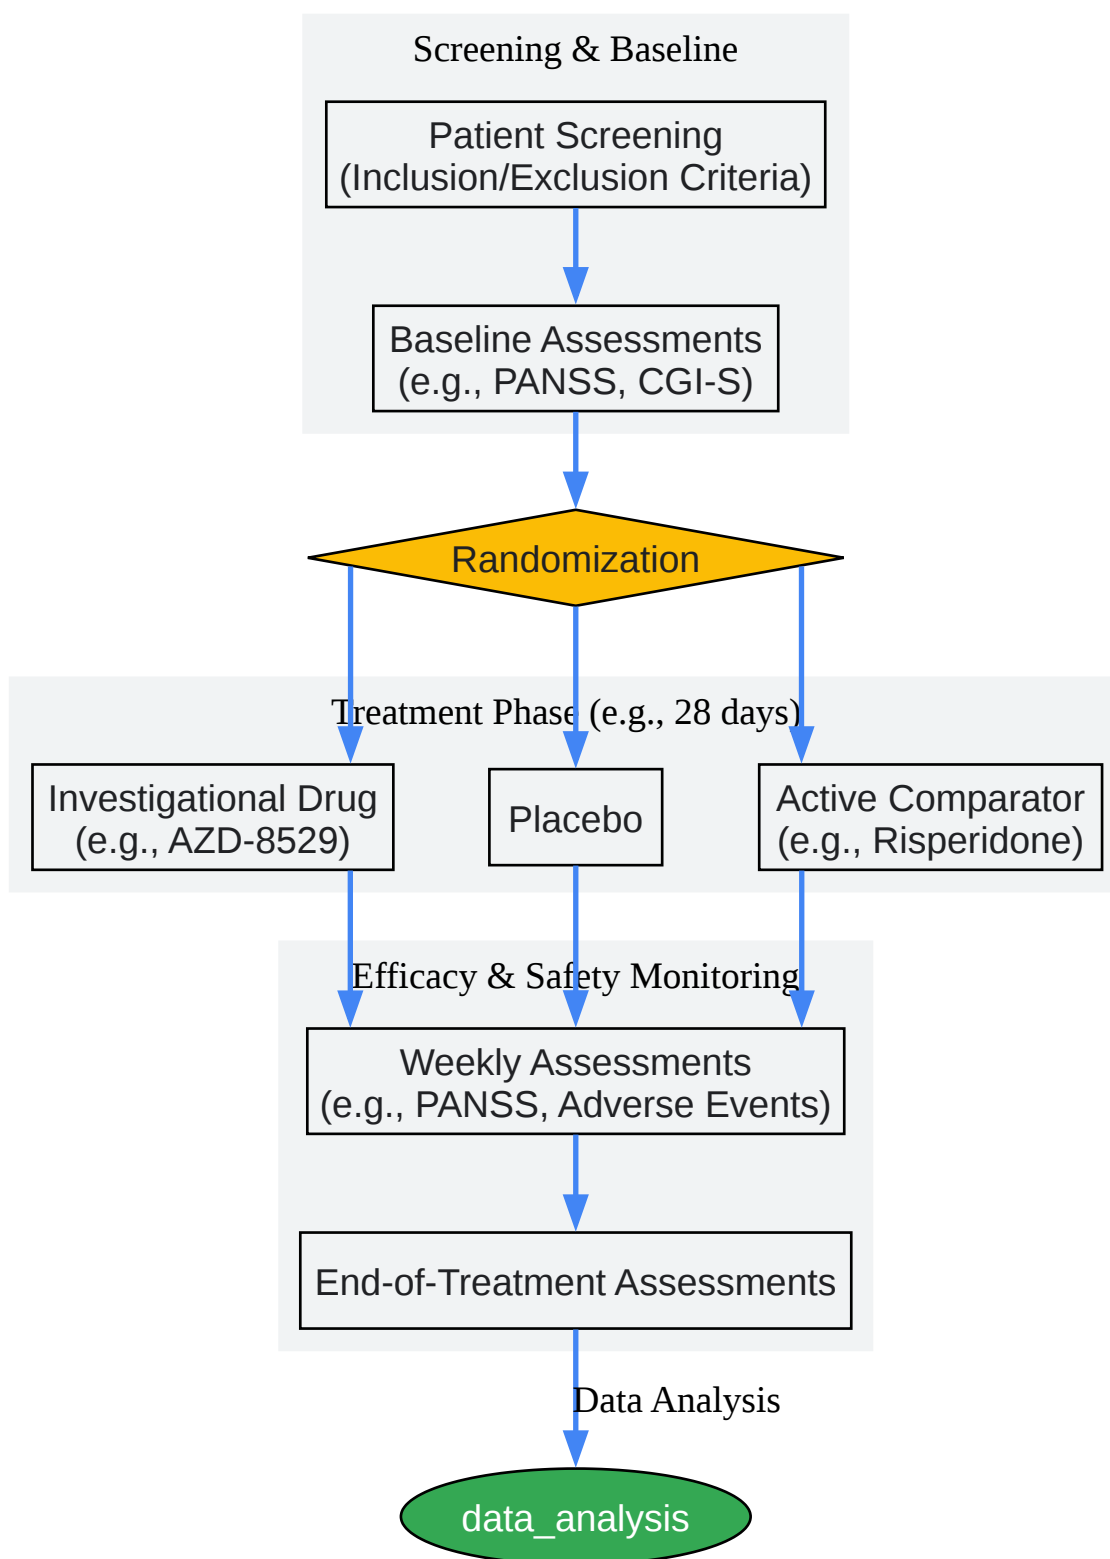 Screening & Baseline
Patient Screening
(Inclusion/Exclusion Criteria)
Baseline Assessments
(e.g., PANSS, CGI-S)
Randomization
Treatment Phase (e.g., 28 days)
Investigational Drug
(e.g., AZD-8529)
Placebo
Active Comparator
(e.g., Risperidone)
Efficacy & Safety Monitoring
Weekly Assessments
(e.g., PANSS, Adverse Events)
End-of-Treatment Assessments
Data Analysis
data_analysis